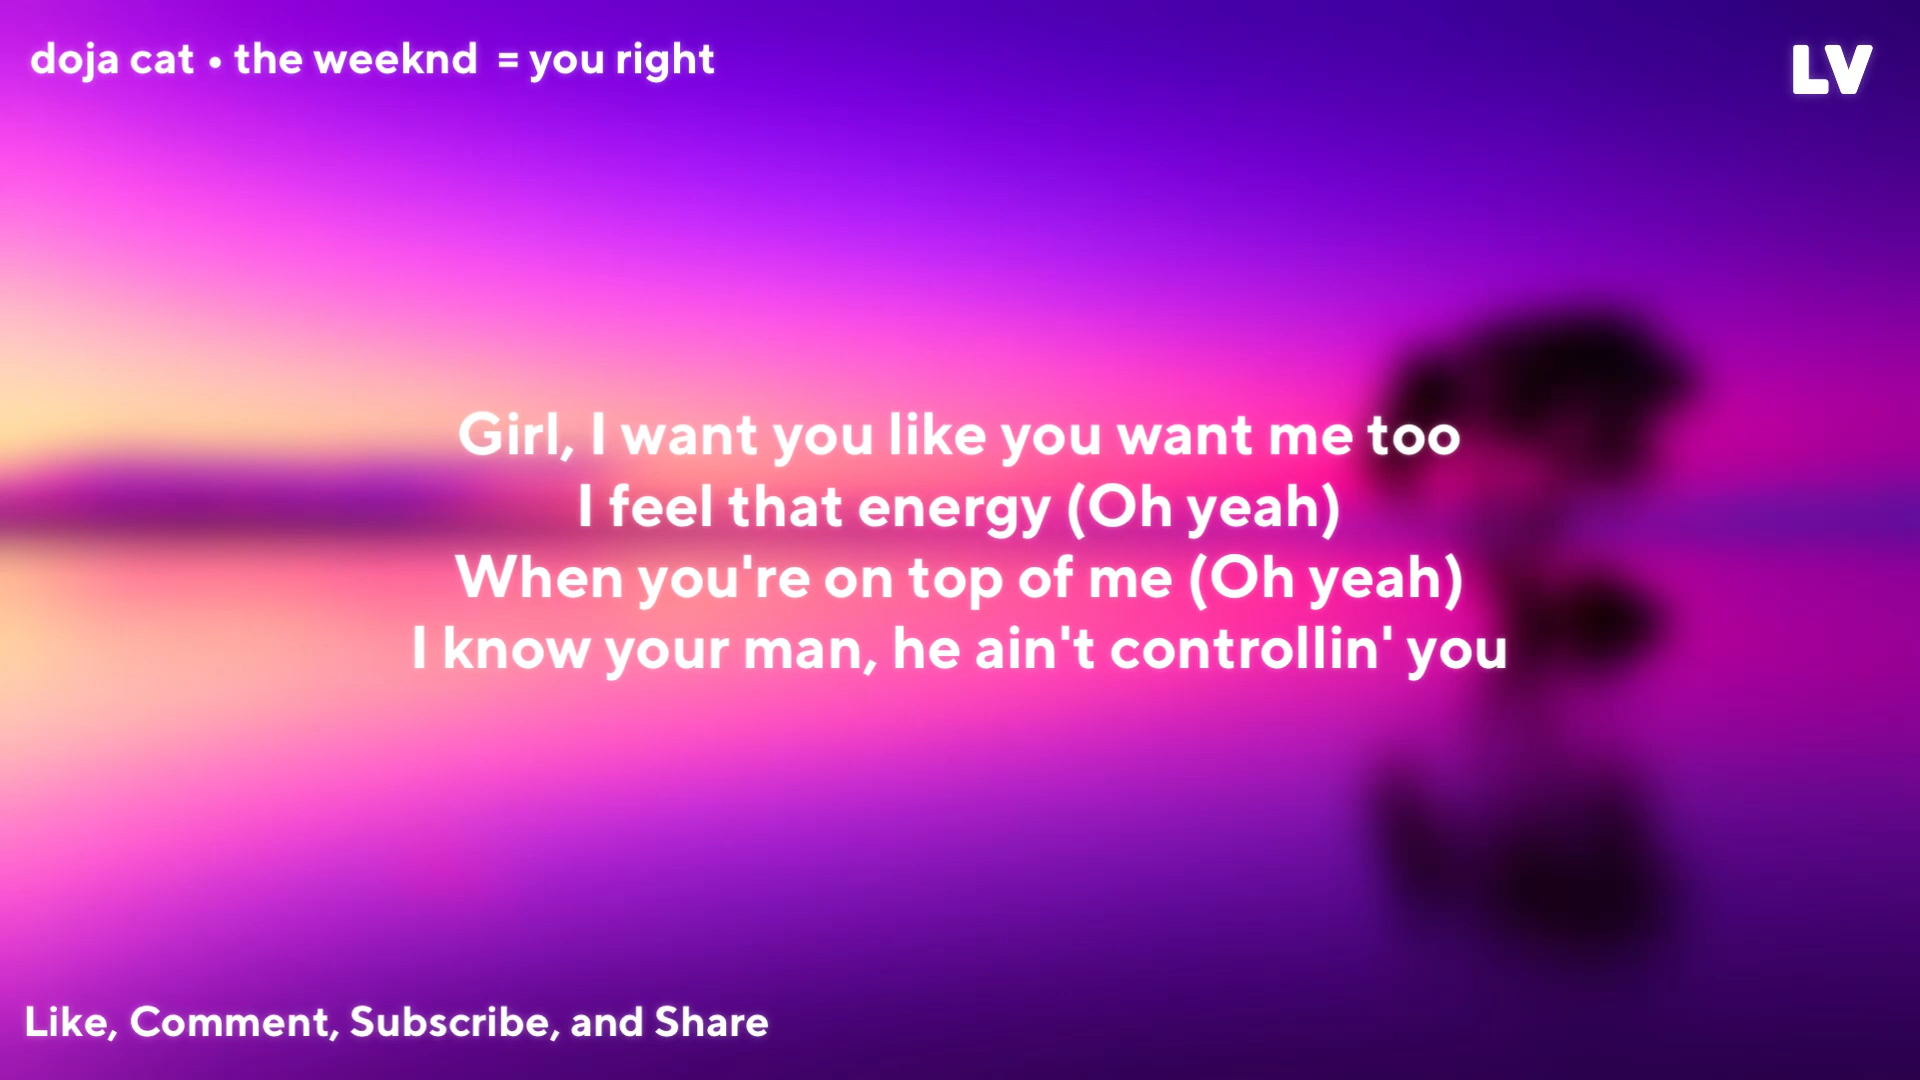 doja cat • the weeknd = you right
LV
Girl, I want you like you want me too
I feel that energy (Oh yeah)
When you're on top of me (Oh yeah)
I know your man, he ain't controllin' you
Like, Comment, Subscribe, and Share